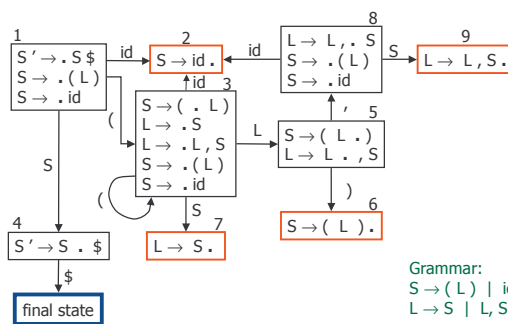 1
S' → . S $
S → . ( L )
S → . id
id
2
S → id .
id
8
L → L , . S
S → . ( L )
S → . id
S
9
L → L , S .
(
id
3
S → ( . L )
L → . S
L → . L , S
S → . ( L )
S → . id
(
L
,
5
S → ( L . )
L → L . , S
)
6
S → ( L ) .
S
4
S' → S . $
S
7
L → S .
$
final state
Grammar:
S → ( L ) | id
L → S | L, S